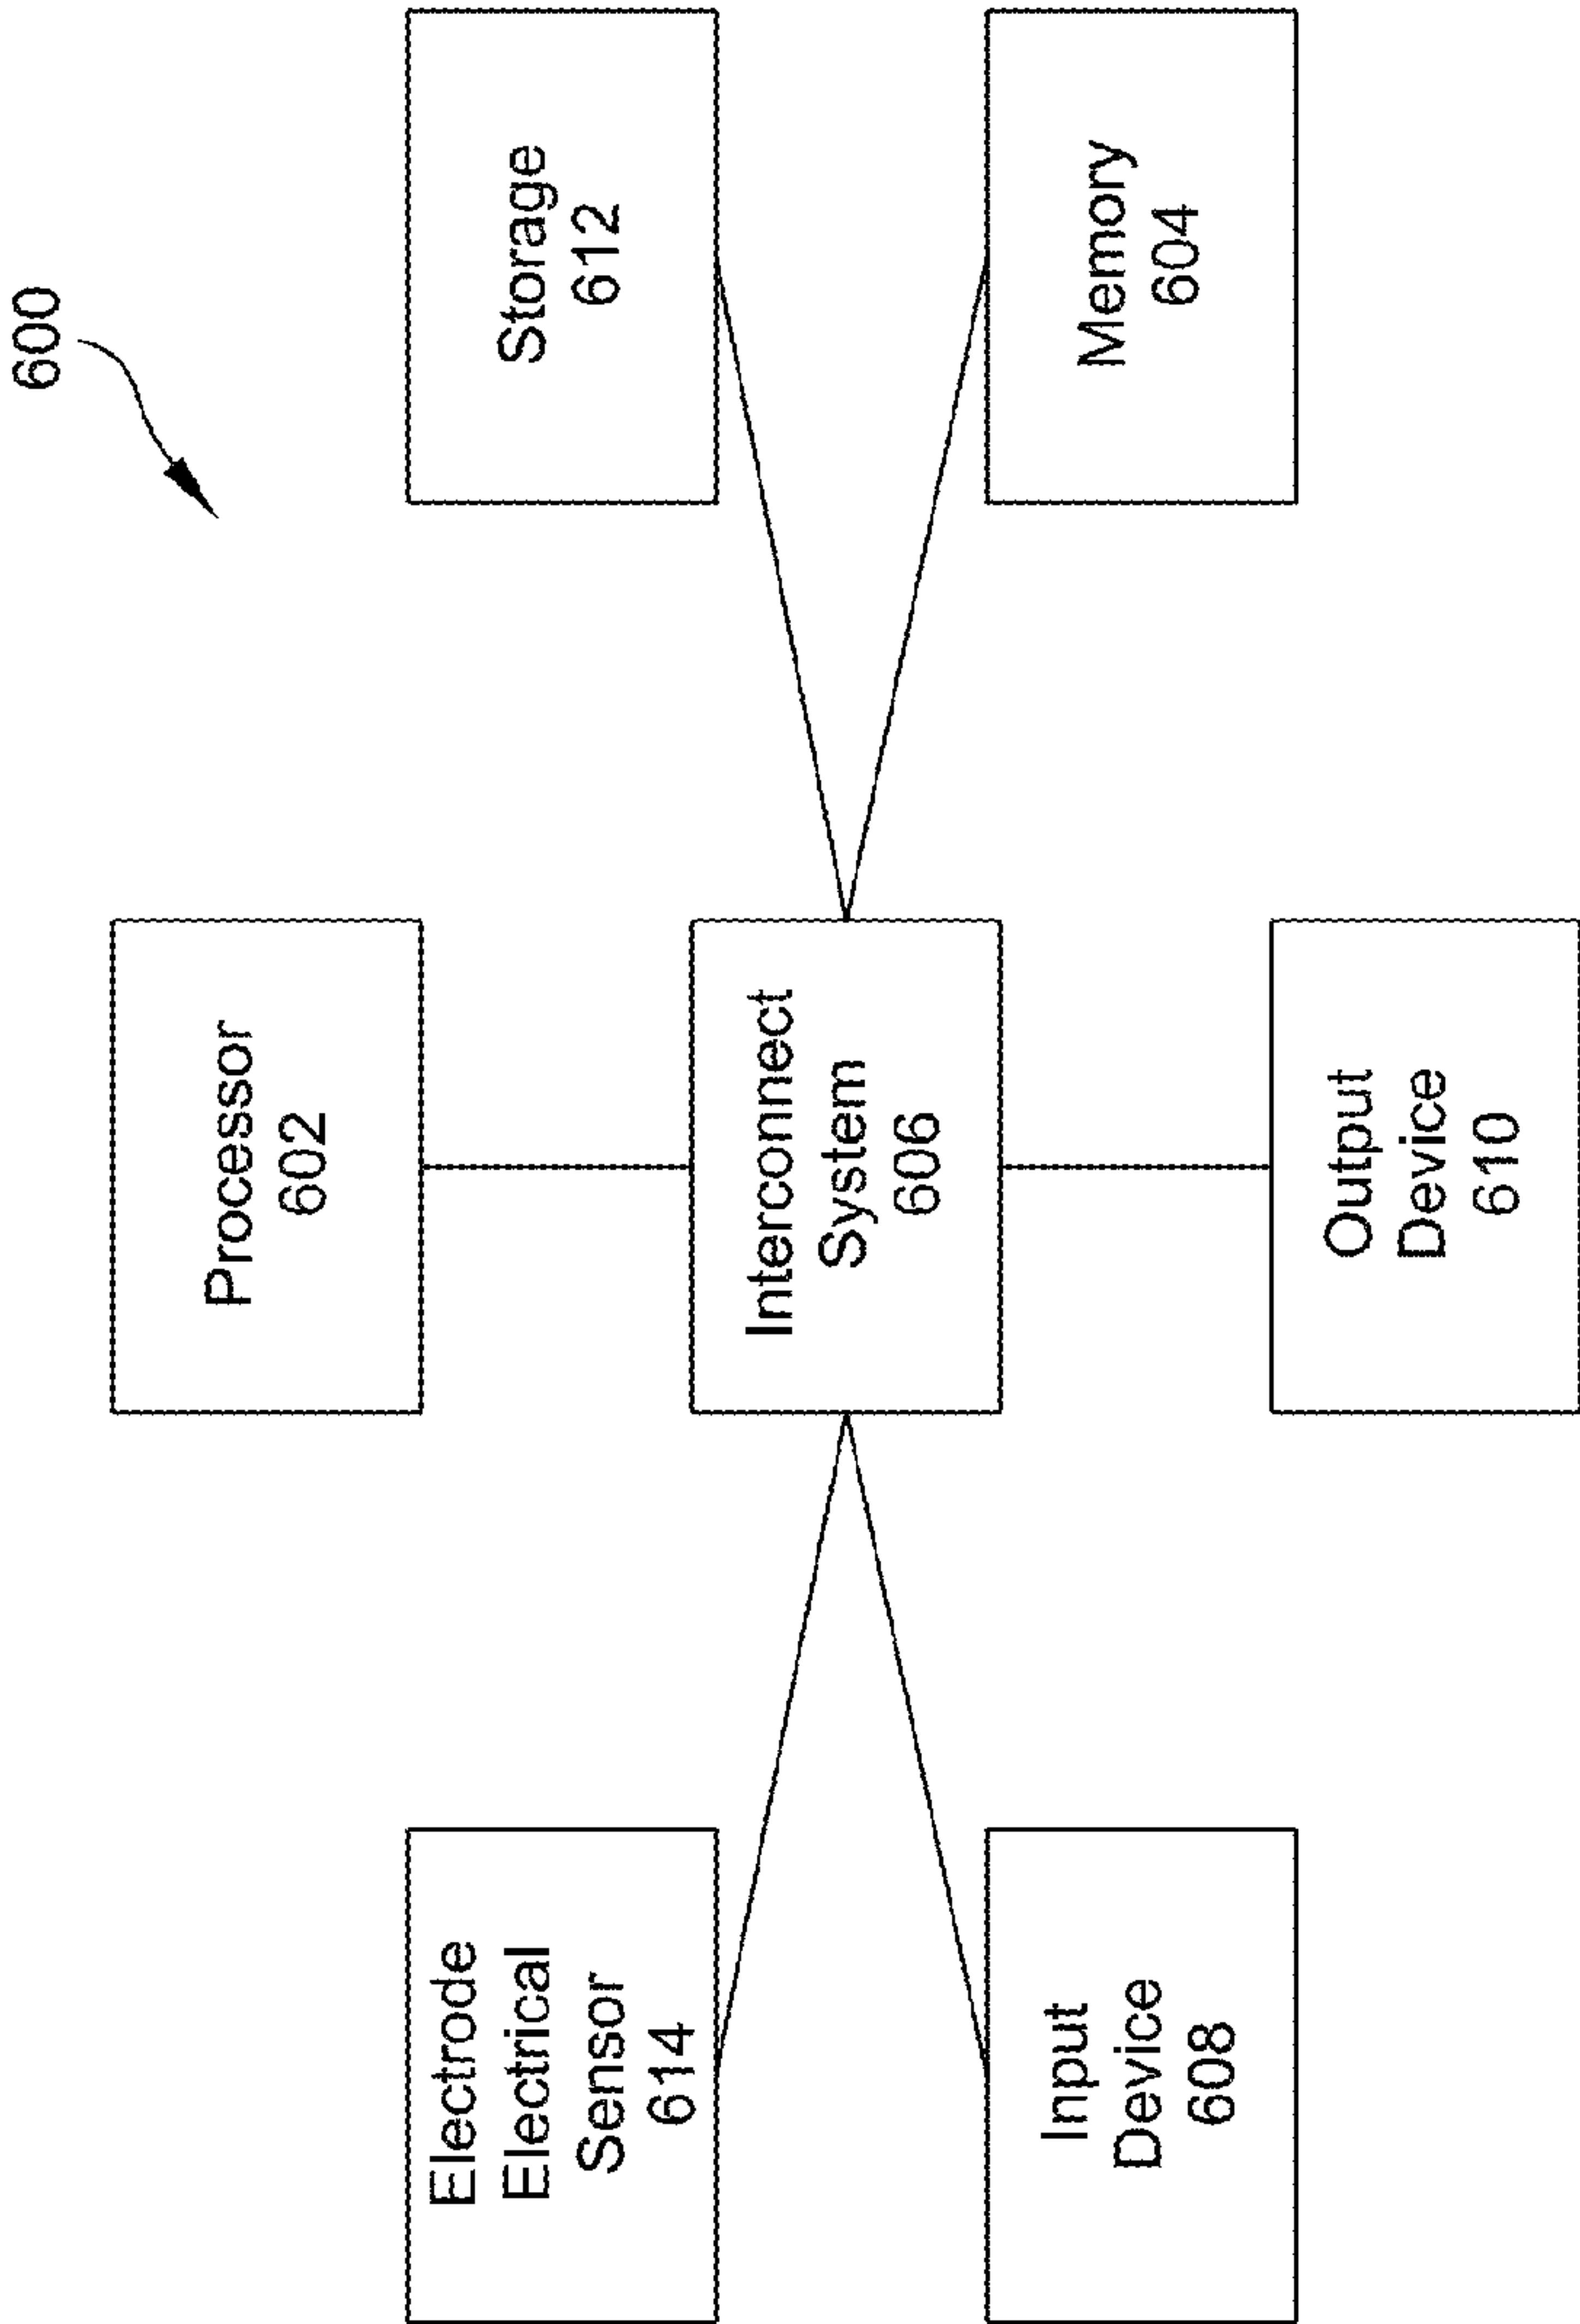 600
Processor
602
Electrode
Electrical
Sensor
614
Storage
612
Interconnect
System
606
Input
Device
608
Memory
604
Output
Device
610